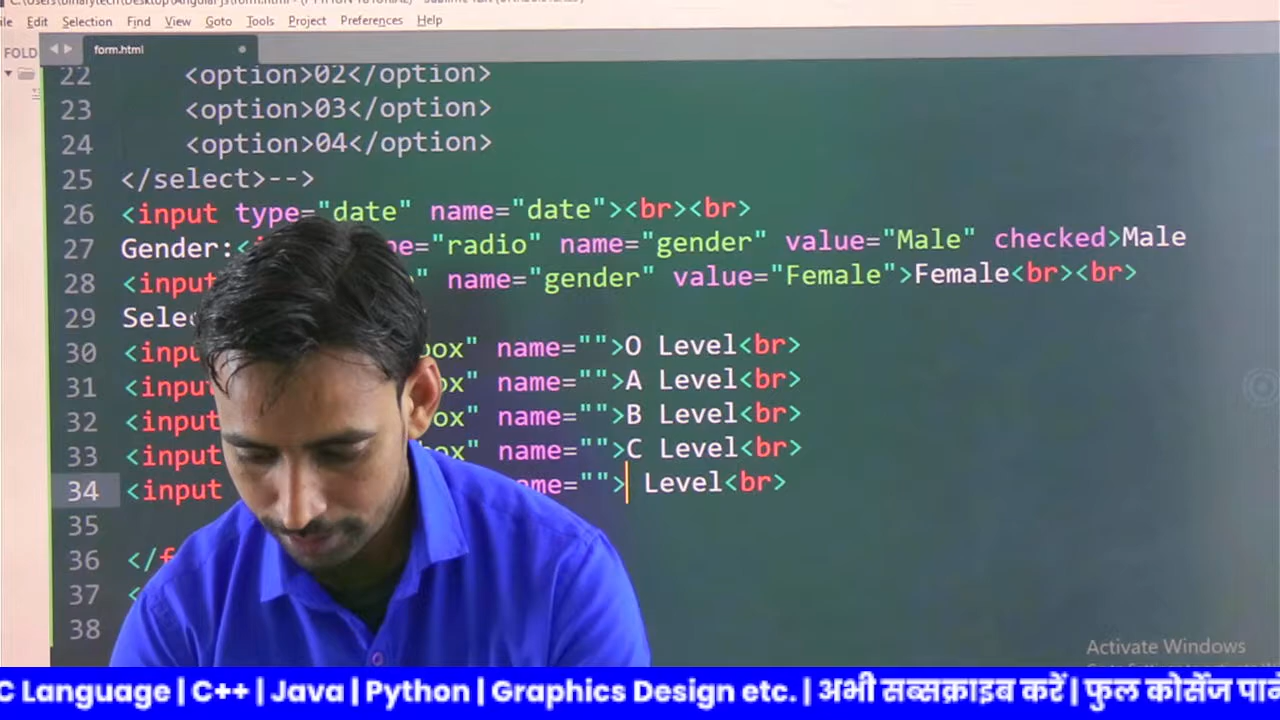 Edit Selection Find View Goto Tools Project Preferences Help
FOLD
form.html
22 <option>02</option>
23 <option>03</option>
24 <option>04</option>
25 </select>-->
26 <input type="date" name="date"><br><br>
27 Gender:< ="radio" name="gender" value="Male" checked>Male
28 <input name="gender" value="Female">Female<br><br>
29
30 name="">O Level<br>
31 name="">A Level<br>
32 <input name="">B Level<br>
33 <input name="">C Level<br>
34 <input =""> Level<br>
35
36 </
37 <
38
Activate Windows
C Language | C++ | Java | Python | Graphics Design etc. | अभी सब्सक्राइब करें | फुल कोर्सेज